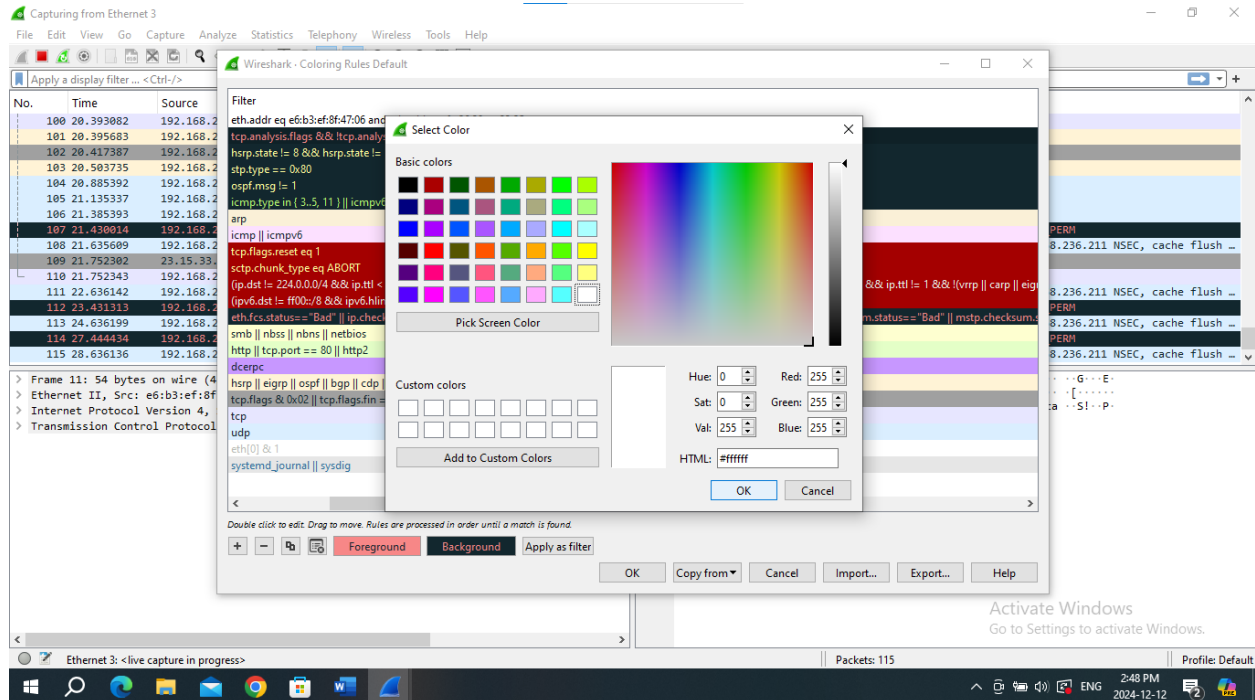 Capturing from Ethernet 3
File Edit View Go Capture Analyze Statistics Telephony Wireless Tools Help
Apply a display filter ... <Ctrl-/>
No. Time Source
100 20.393082 192.168.2
101 20.395683 192.168.2
102 20.417387 192.168.2
103 20.503735 192.168.2
104 20.885392 192.168.2
105 21.135337 192.168.2
106 21.385393 192.168.2
107 21.430014 192.168.2 PERM
108 21.635609 192.168.2 8.236.211 NSEC, cache flush …
109 21.752302 23.15.33.
110 21.752343 192.168.2
111 22.636142 192.168.2 8.236.211 NSEC, cache flush …
112 23.431313 192.168.2 PERM
113 24.636199 192.168.2 8.236.211 NSEC, cache flush …
114 27.444434 192.168.2 PERM
115 28.636136 192.168.2 8.236.211 NSEC, cache flush …
> Frame 11: 54 bytes on wire (4
> Ethernet II, Src: e6:b3:ef:8f
> Internet Protocol Version 4,
> Transmission Control Protocol
· ··G···E·
·[······
ta ··S!··P·
Wireshark · Coloring Rules Default
Filter
eth.addr eq e6:b3:ef:8f:47:06 and
tcp.analysis.flags && !tcp.analys
hsrp.state != 8 && hsrp.state !=
stp.type == 0x80
ospf.msg != 1
icmp.type in { 3..5, 11 } || icmpv6
arp
icmp || icmpv6
tcp.flags.reset eq 1
sctp.chunk_type eq ABORT
(ip.dst != 224.0.0.0/4 && ip.ttl < && ip.ttl != 1 && !(vrrp || carp || eig
(ipv6.dst != ff00::/8 && ipv6.hlim
eth.fcs.status=="Bad" || ip.check m.status=="Bad" || mstp.checksum.s
smb || nbss || nbns || netbios
http || tcp.port == 80 || http2
dcerpc
hsrp || eigrp || ospf || bgp || cdp |
tcp.flags & 0x02 || tcp.flags.fin =
tcp
udp
eth[0] & 1
systemd_journal || sysdig
Double click to edit. Drag to move. Rules are processed in order until a match is found.
Foreground Background Apply as filter
OK Copy from Cancel Import... Export... Help
Select Color
Basic colors
Pick Screen Color
Custom colors
Add to Custom Colors
Hue: 0 Red: 255
Sat: 0 Green: 255
Val: 255 Blue: 255
HTML: #ffffff
OK Cancel
Activate Windows
Go to Settings to activate Windows.
Ethernet 3: <live capture in progress> Packets: 115 Profile: Default
ENG 2:48 PM
2024-12-12
2